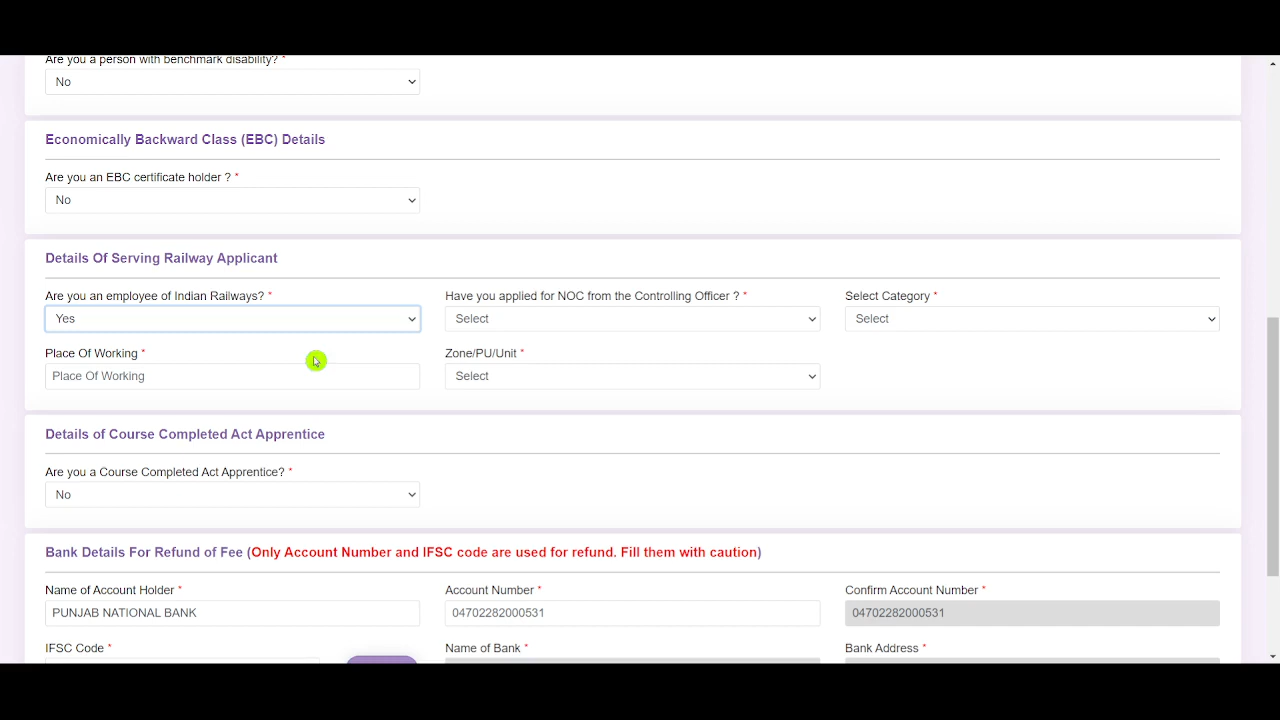 Are you a person with benchmark disability? *
No
Economically Backward Class (EBC) Details
Are you an EBC certificate holder ? *
No
Details Of Serving Railway Applicant
Are you an employee of Indian Railways? *
Have you applied for NOC from the Controlling Officer ? *
Select Category *
Yes
Select
Select
Place Of Working *
Zone/PU/Unit *
Place Of Working
Select
Details of Course Completed Act Apprentice
Are you a Course Completed Act Apprentice? *
No
Bank Details For Refund of Fee (Only Account Number and IFSC code are used for refund. Fill them with caution)
Name of Account Holder *
Account Number *
Confirm Account Number *
PUNJAB NATIONAL BANK
04702282000531
04702282000531
IFSC Code *
Name of Bank *
Bank Address *